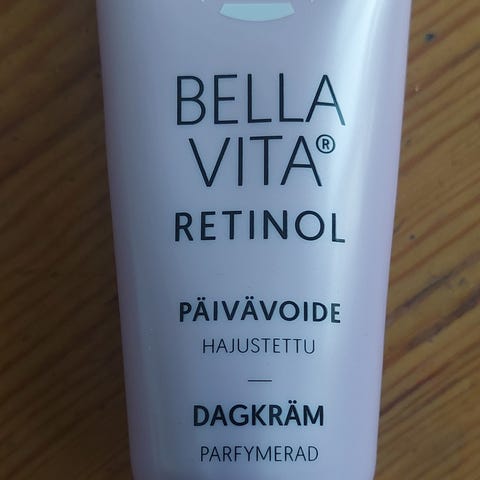 BELLA
VITA®
RETINOL
PÄIVÄVOIDE
HAJUSTETTU
DAGKRÄM
PARFYMERAD